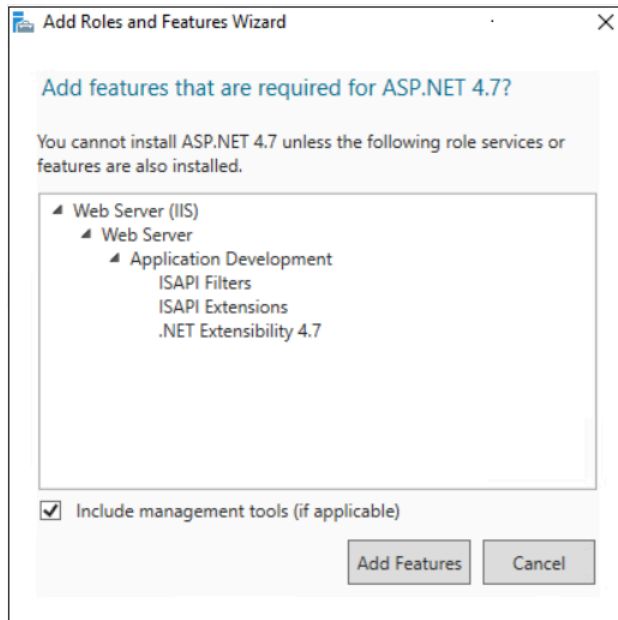 Add Roles and Features Wizard
Add features that are required for ASP.NET 4.7?
You cannot install ASP.NET 4.7 unless the following role services or
features are also installed.
Web Server (IIS)
Web Server
Application Development
ISAPI Filters
ISAPI Extensions
.NET Extensibility 4.7
Include management tools (if applicable)
Add Features
Cancel